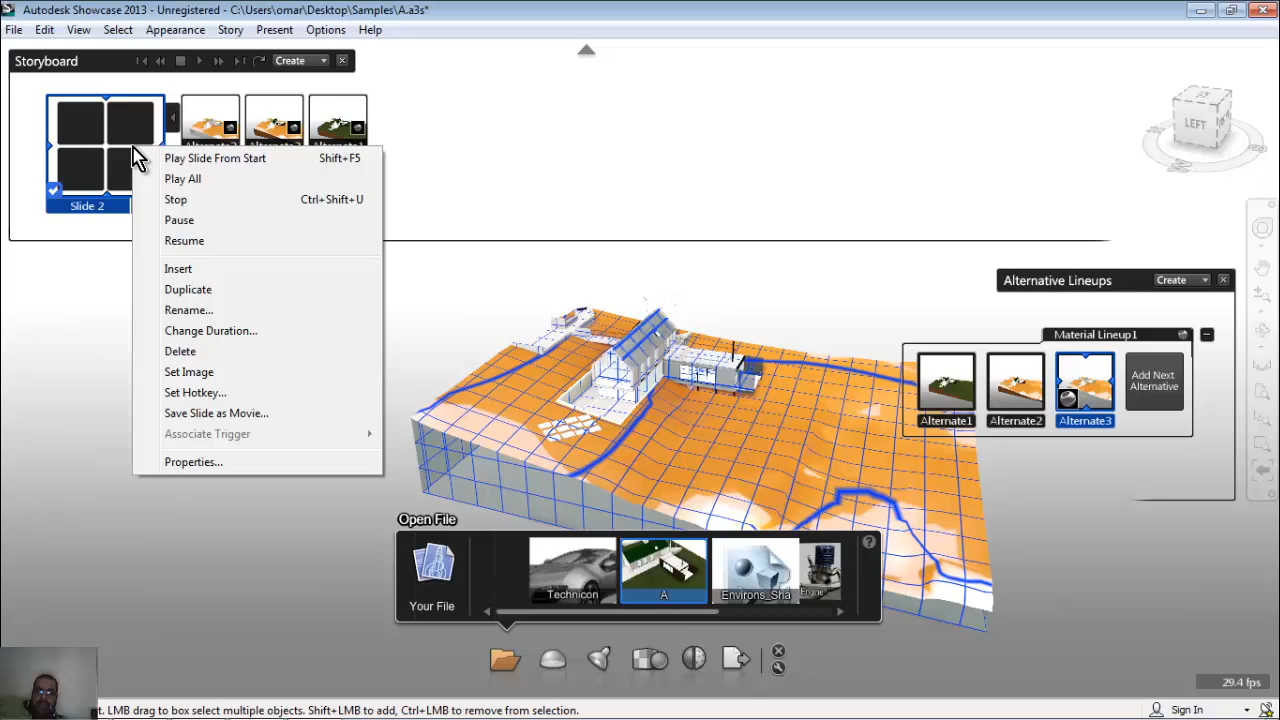 Autodesk Showcase 2013 - Unregistered - C:\Users\omar\Desktop\Samples\A.a3s*
File Edit View Select Appearance Story Present Options Help
Storyboard Create
Slide 2
Play Slide From Start Shift+F5
Play All
Stop Ctrl+Shift+U
Pause
Resume
Insert
Duplicate
Rename...
Change Duration...
Delete
Set Image
Set Hotkey...
Save Slide as Movie...
Associate Trigger
Properties...
LEFT
Alternative Lineups Create
Material Lineup1
Add Next
Alternative
Alternate1 Alternate2 Alternate3
Open File
Your File
Technicon A Environs_Sha Engine
29.4 fps
t. LMB drag to box select multiple objects. Shift+LMB to add, Ctrl+LMB to remove from selection.
Sign In